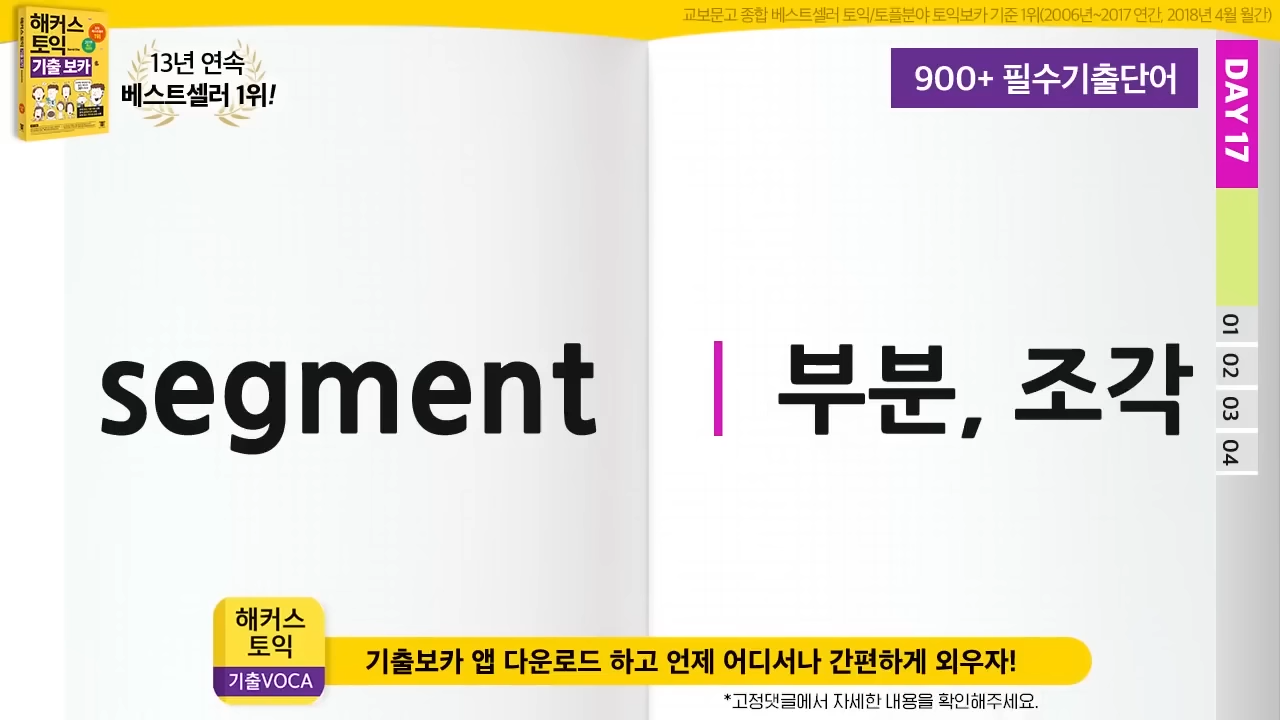 교보문고 종합 베스트셀러 토익/토플분야 토익보카 기준 1위(2006년~2017 연간, 2018년 4월 월간)
해커스
토익
기출 보카
13년 연속
베스트셀러 1위!
900+ 필수기출단어
DAY 17
segment
부분, 조각
01
02
03
04
해커스
토익
기출VOCA
기출보카 앱 다운로드 하고 언제 어디서나 간편하게 외우자!
*고정댓글에서 자세한 내용을 확인해주세요.